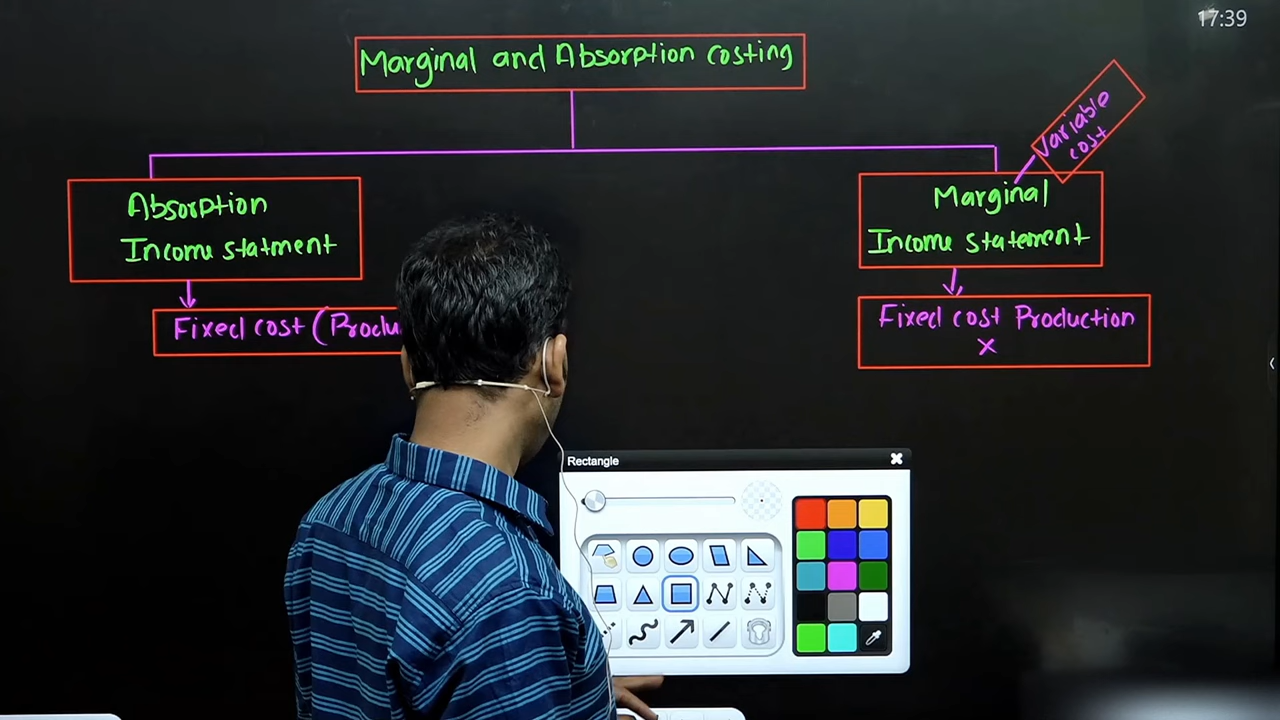 17:39
Marginal and Absorption costing
Variable
cost
Absorption
Income statment
Marginal
Income statement
Fixed cost (Produ
Fixed cost Production
x
Rectangle